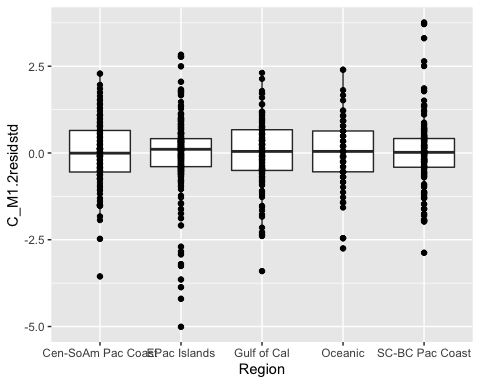 C_M1.2residstd
2.5
0.0
-2.5
-5.0
Cen-SoAm Pac Coast
EPac Islands
Gulf of Cal
Oceanic
SC-BC Pac Coast
Region